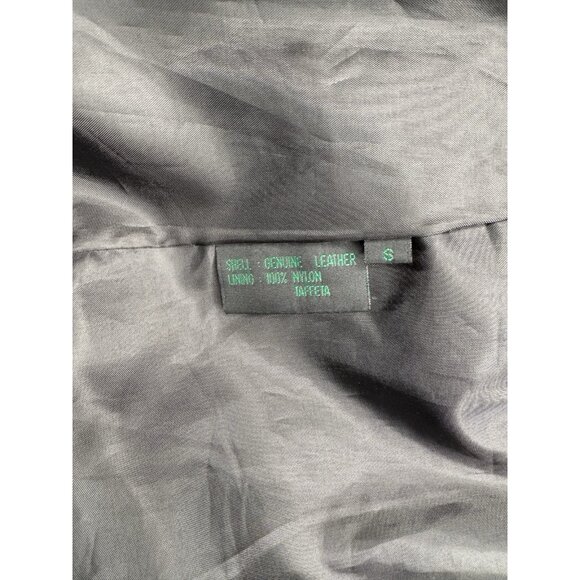 SHELL : GENUINE LEATHER
LINING : 100% NYLON
TAFFETA
S